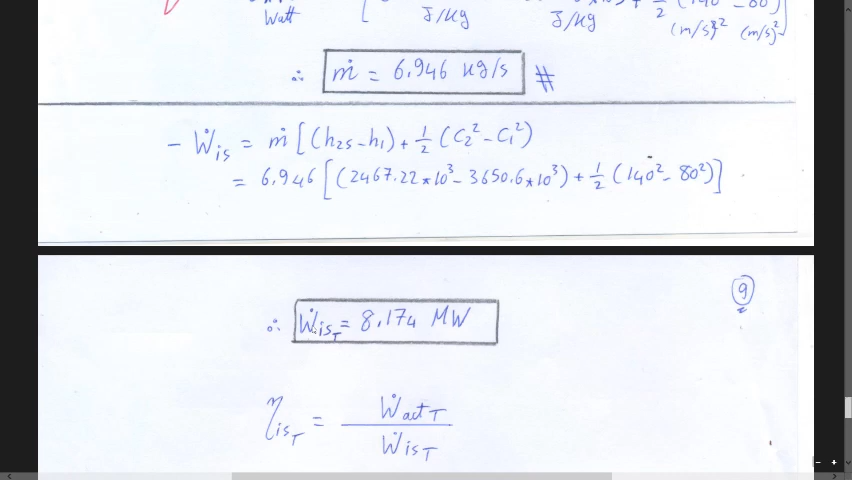 Watt J/kg J/kg (m/s)² (m/s)²
∴ ṁ = 6.946 kg/s #
- Ẇis = ṁ [(h2s - h1) + 1/2 (C2² - C1²)
= 6.946 [(2467.22*10³ - 3650.6*10³) + 1/2 (140² - 80²)]
9
∴ ẆisT = 8.174 MW
ηisT = ẆactT / ẆisT